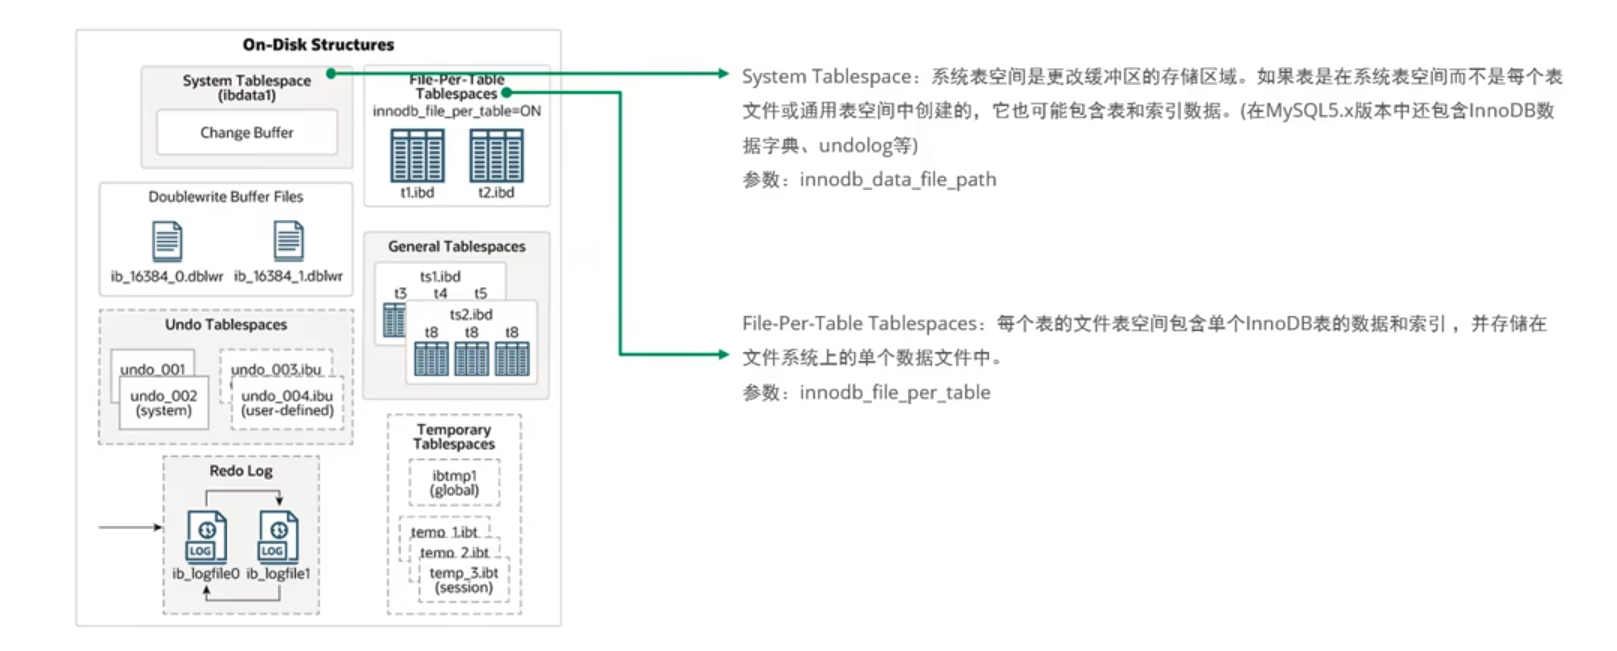 On-Disk Structures
System Tablespace
(ibdata1)
Change Buffer
File-Per-Table
Tablespaces
innodb_file_per_table=ON
t1.ibd
t2.ibd
Doublewrite Buffer Files
ib_16384_0.dblwr
ib_16384_1.dblwr
General Tablespaces
ts1.ibd
t3 t4 t5
ts2.ibd
t8 t8 t8
Undo Tablespaces
undo_001
undo_002
(system)
undo_003.ibu
undo_004.ibu
(user-defined)
Temporary
Tablespaces
ibtmp1
(global)
temp_1.ibt
temp_2.ibt
temp_3.ibt
(session)
Redo Log
LOG
LOG
ib_logfile0
ib_logfile1
System Tablespace：系统表空间是更改缓冲区的存储区域。如果表是在系统表空间而不是每个表
文件或通用表空间中创建的，它也可能包含表和索引数据。(在MySQL5.x版本中还包含InnoDB数
据字典、undolog等)
参数：innodb_data_file_path
File-Per-Table Tablespaces：每个表的文件表空间包含单个InnoDB表的数据和索引 ，并存储在
文件系统上的单个数据文件中。
参数：innodb_file_per_table